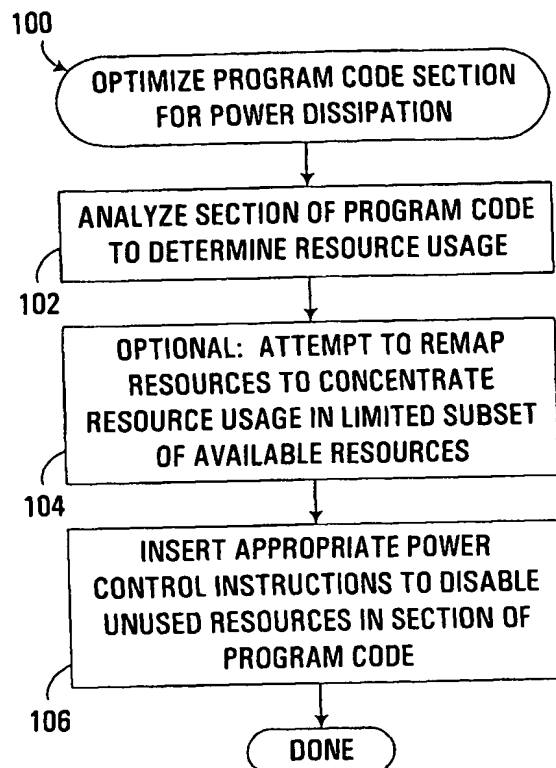 100
OPTIMIZE PROGRAM CODE SECTION
FOR POWER DISSIPATION
ANALYZE SECTION OF PROGRAM CODE
TO DETERMINE RESOURCE USAGE
102
OPTIONAL: ATTEMPT TO REMAP
RESOURCES TO CONCENTRATE
RESOURCE USAGE IN LIMITED SUBSET
OF AVAILABLE RESOURCES
104
INSERT APPROPRIATE POWER
CONTROL INSTRUCTIONS TO DISABLE
UNUSED RESOURCES IN SECTION OF
PROGRAM CODE
106
DONE